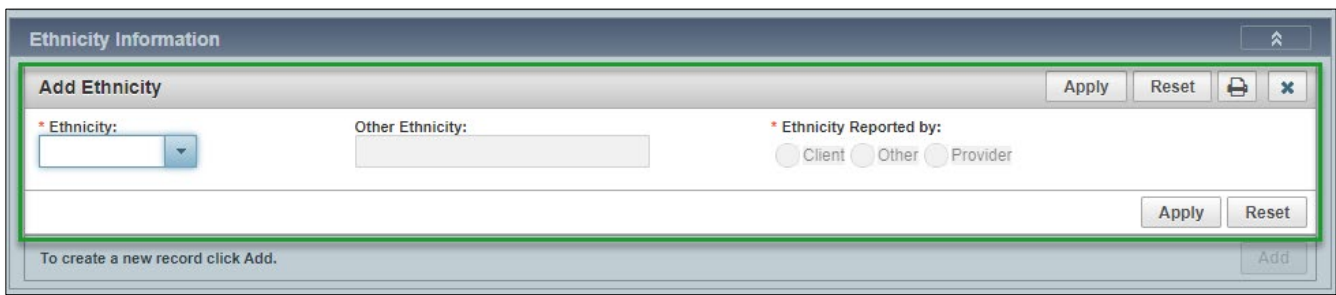 Ethnicity Information
Add Ethnicity Apply Reset
* Ethnicity: Other Ethnicity: * Ethnicity Reported by:
Client Other Provider
Apply Reset
To create a new record click Add. Add